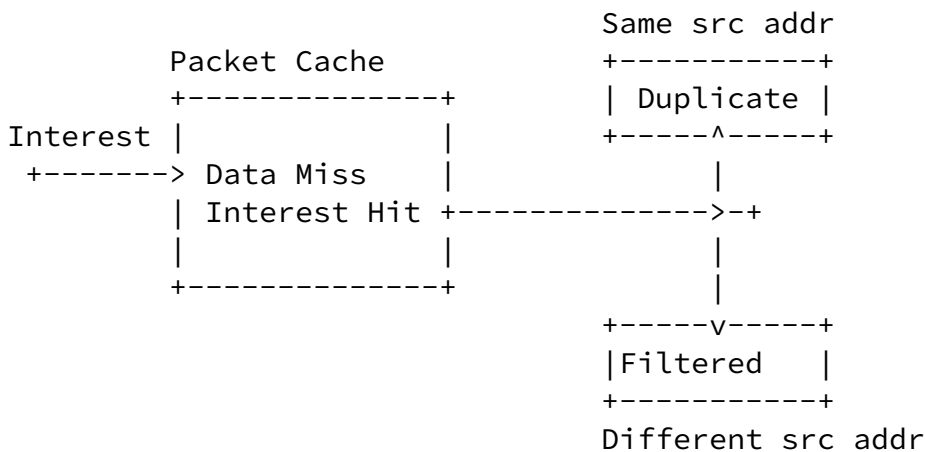 Same src addr
Packet Cache
Duplicate
Interest
Data Miss
Interest Hit
Filtered
Different src addr